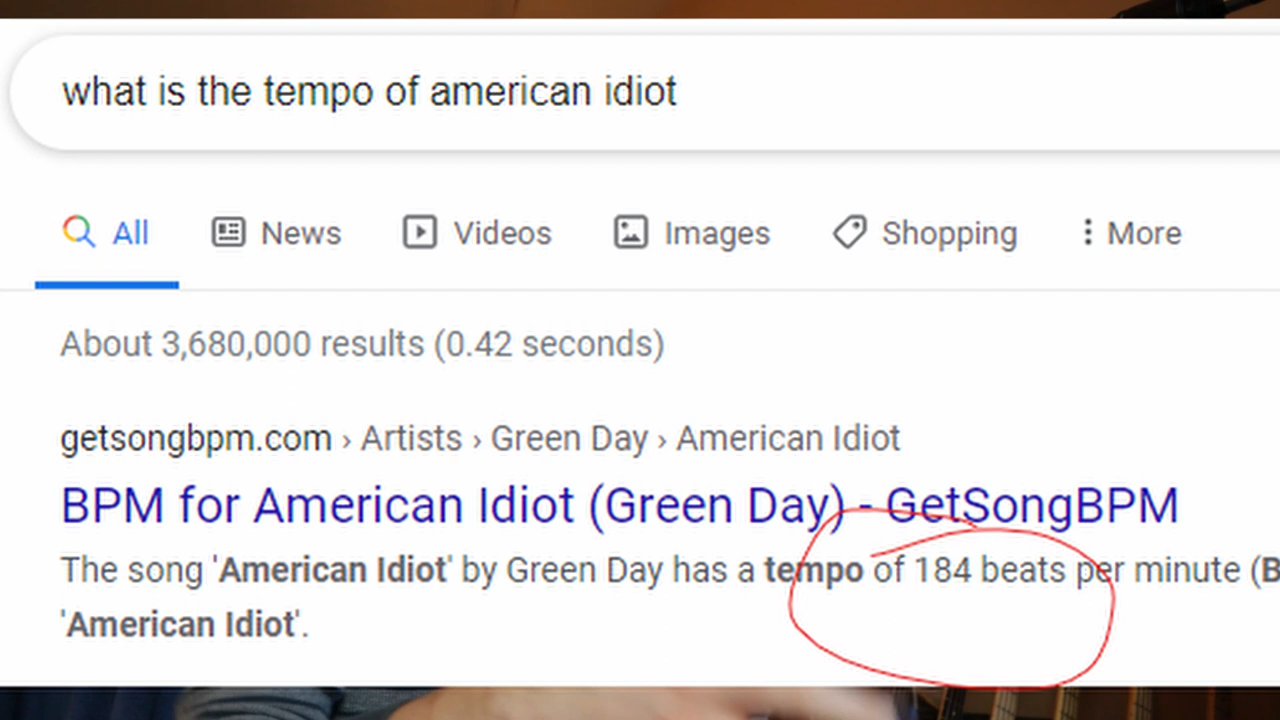 what is the tempo of american idiot
All News Videos Images Shopping More
About 3,680,000 results (0.42 seconds)
getsongbpm.com › Artists › Green Day › American Idiot
BPM for American Idiot (Green Day) - GetSongBPM
The song 'American Idiot' by Green Day has a tempo of 184 beats per minute (B
'American Idiot'.